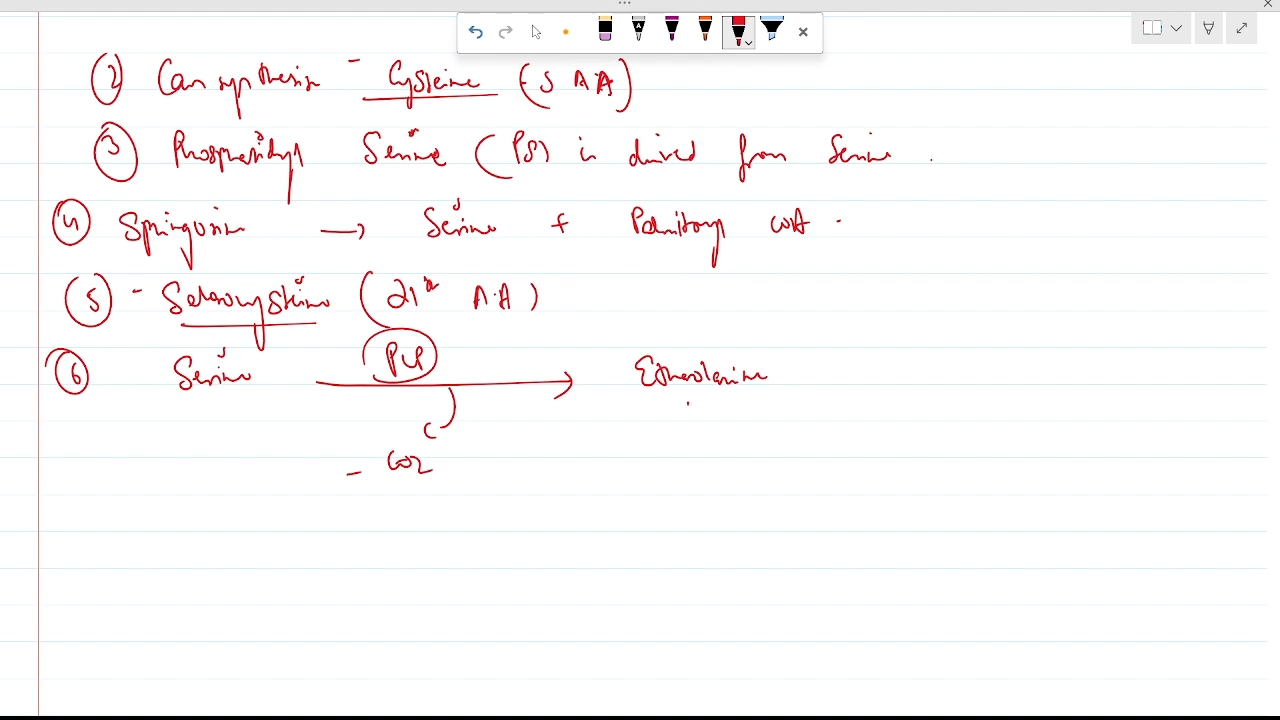 ② Can synthesis - Cysteine (S AA)
③ Phosphatidyl Serine (PS) is derived from Serine .
④ Sphingosine → Serine + Palmitoyl CoA .
⑤ - Selenocysteine (21st A.A)
⑥ Serine PLP → Ethanolamine
- CO2